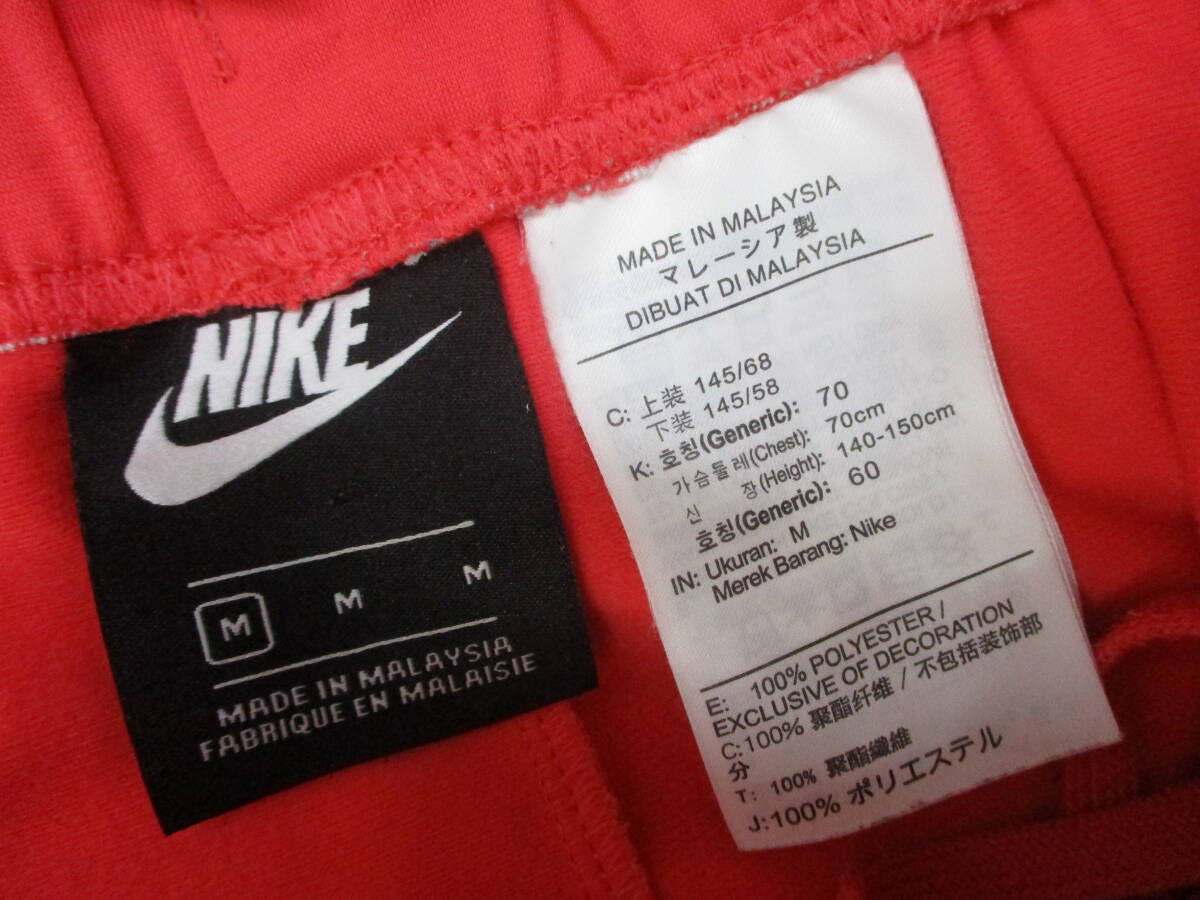 NIKE
M M M
MADE IN MALAYSIA
FABRIQUE EN MALAISIE
MADE IN MALAYSIA
マレーシア製
DIBUAT DI MALAYSIA
C: 上装 145/68
下装 145/58
K: 호칭(Generic): 70
가슴둘레(Chest): 70cm
신 장(Height): 140-150cm
호칭(Generic): 60
IN: Ukuran: M
Merek Barang: Nike
E: 100% POLYESTER /
EXCLUSIVE OF DECORATION
C:100% 聚酯纤维 / 不包括装饰部
分
T: 100% 聚酯纖維
J:100% ポリエステル